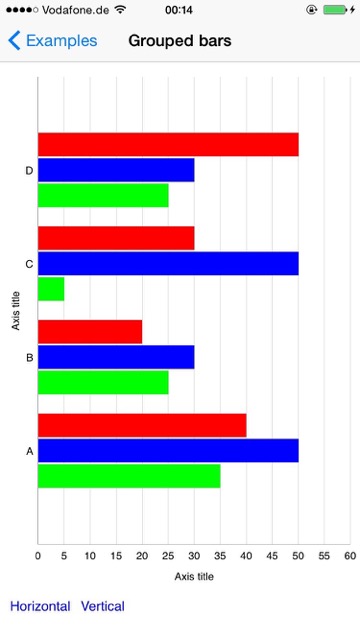 Vodafone.de 00:14
Examples Grouped bars
D
C
Axis title
B
A
0 5 10 15 20 25 30 35 40 45 50 55 60
Axis title
Horizontal Vertical